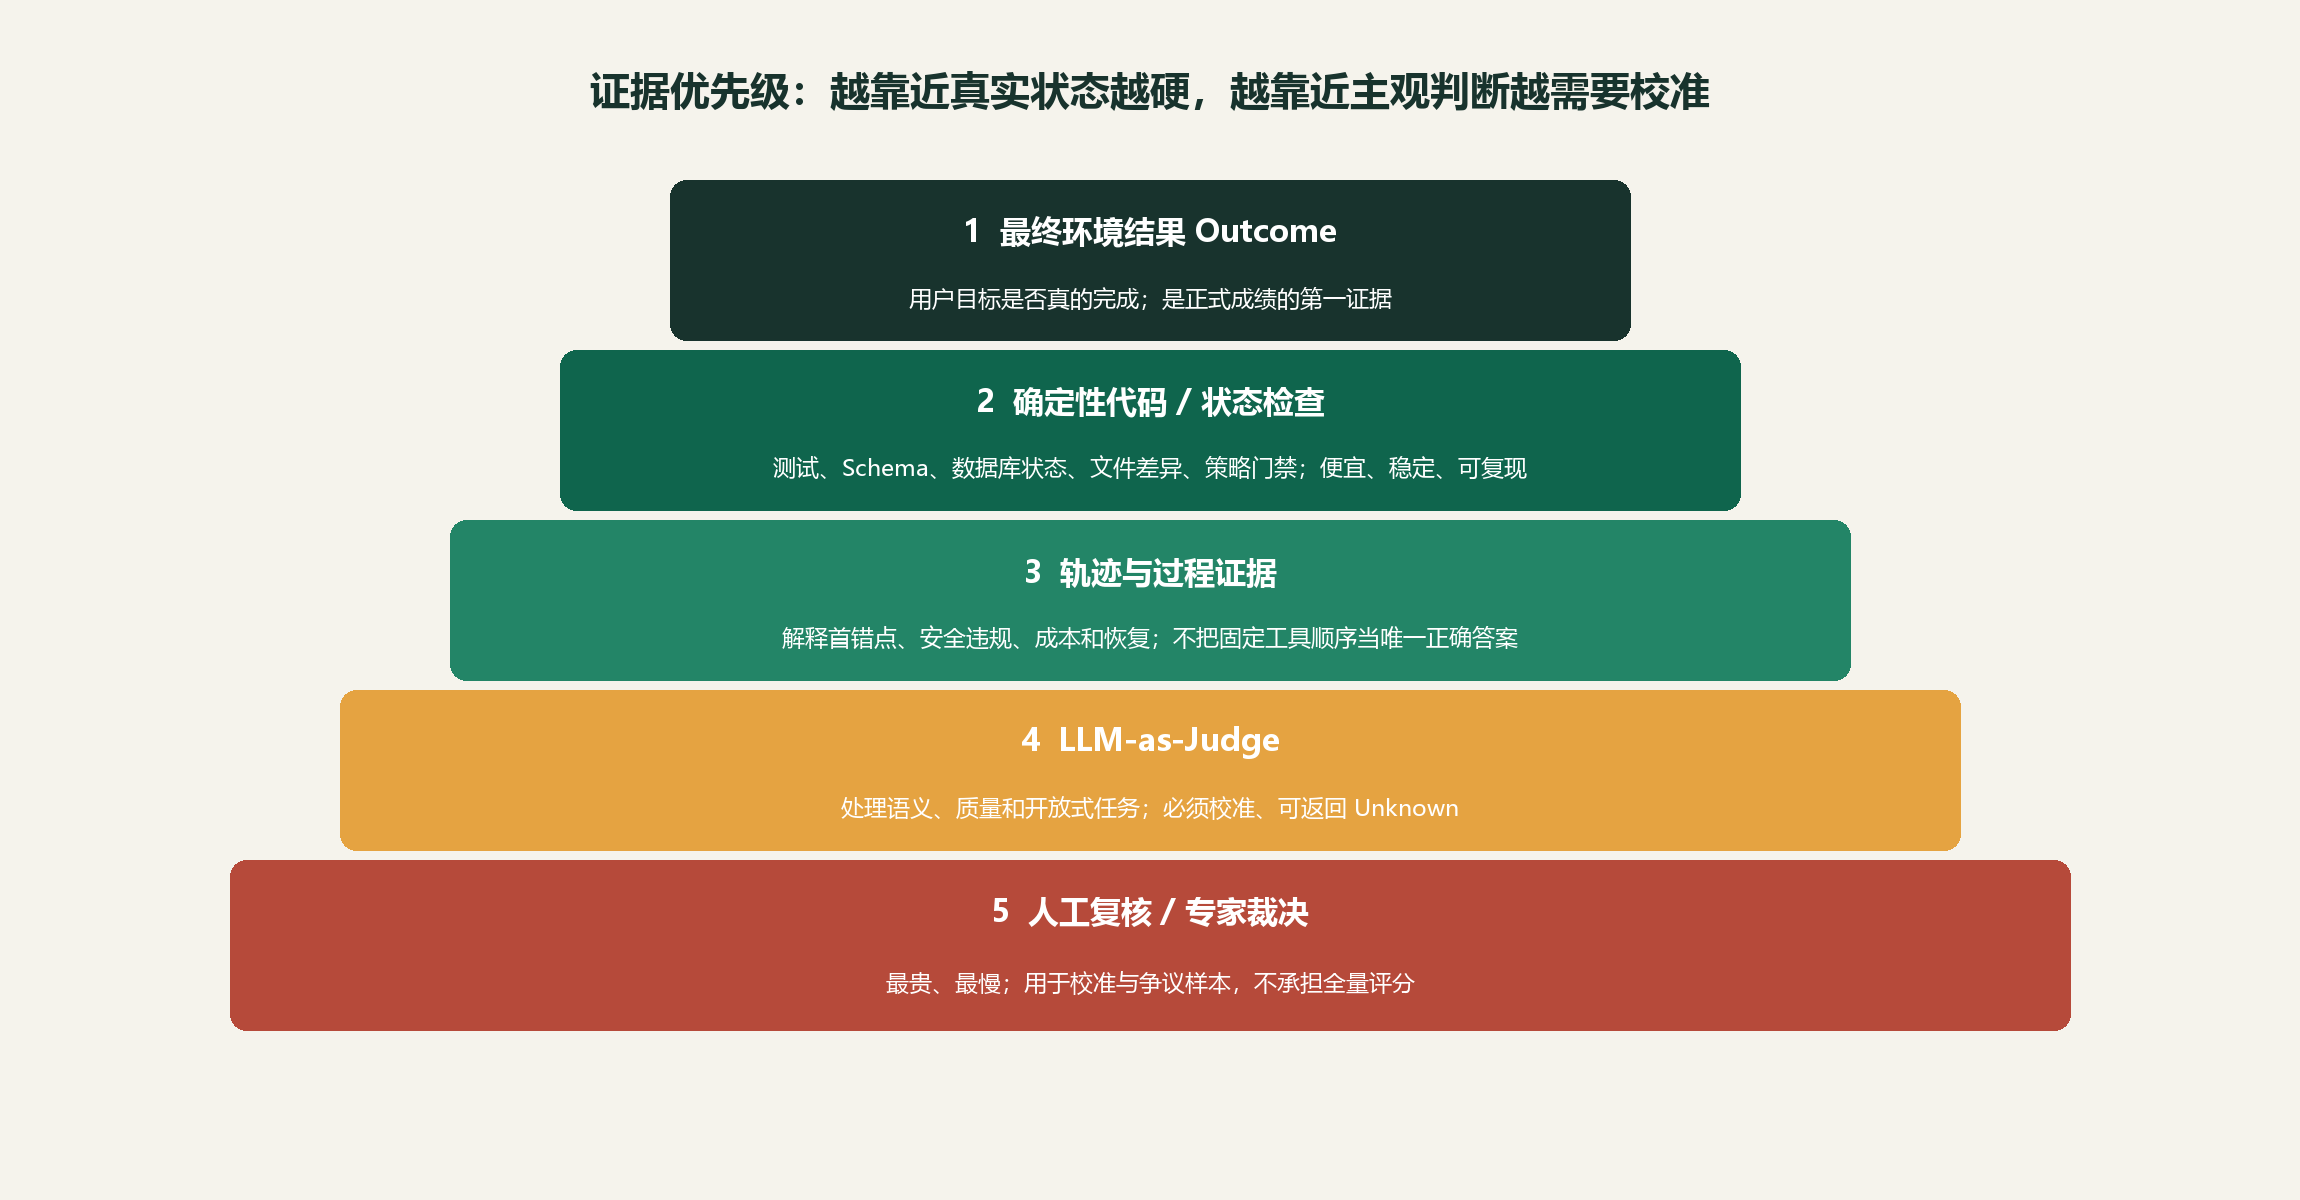 证据优先级：越靠近真实状态越硬，越靠近主观判断越需要校准
1 最终环境结果 Outcome
用户目标是否真的完成；是正式成绩的第一证据
2 确定性代码 / 状态检查
测试、Schema、数据库状态、文件差异、策略门禁；便宜、稳定、可复现
3 轨迹与过程证据
解释首错点、安全违规、成本和恢复；不把固定工具顺序当唯一正确答案
4 LLM-as-Judge
处理语义、质量和开放式任务；必须校准、可返回 Unknown
5 人工复核 / 专家裁决
最贵、最慢；用于校准与争议样本，不承担全量评分